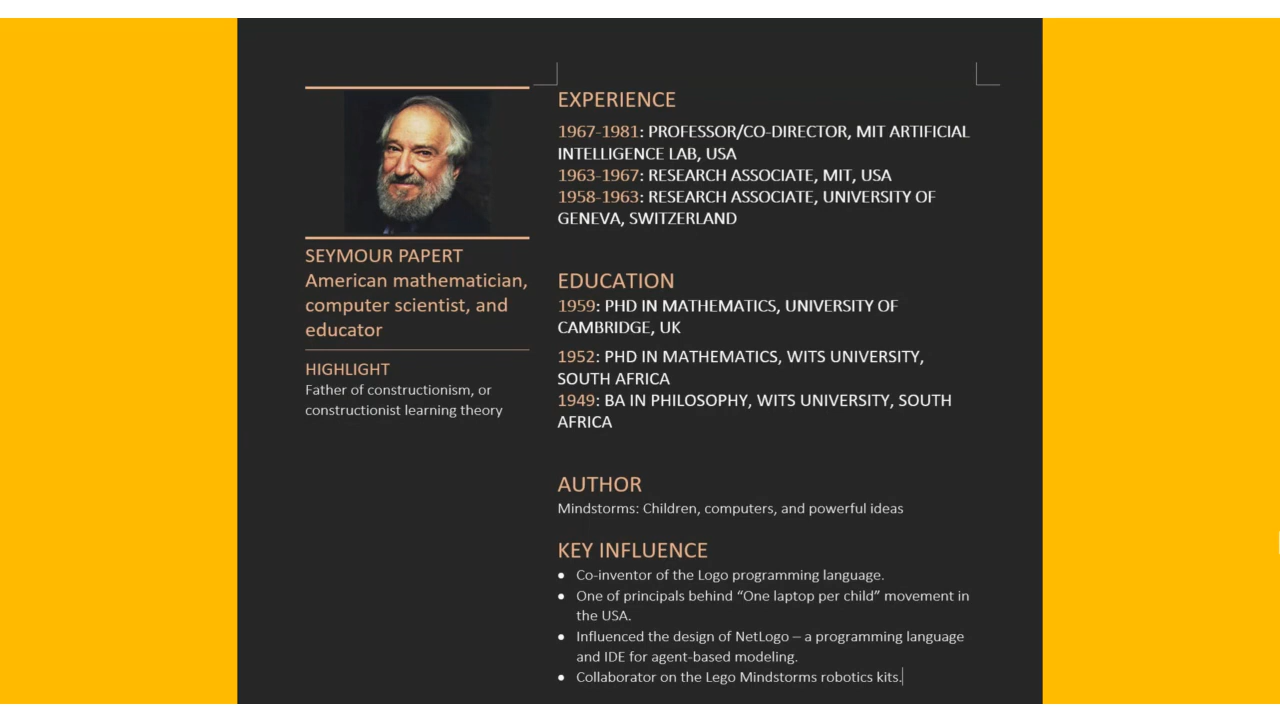 SEYMOUR PAPERT
American mathematician,
computer scientist, and
educator
HIGHLIGHT
Father of constructionism, or
constructionist learning theory
EXPERIENCE
1967-1981: PROFESSOR/CO-DIRECTOR, MIT ARTIFICIAL
INTELLIGENCE LAB, USA
1963-1967: RESEARCH ASSOCIATE, MIT, USA
1958-1963: RESEARCH ASSOCIATE, UNIVERSITY OF
GENEVA, SWITZERLAND
EDUCATION
1959: PHD IN MATHEMATICS, UNIVERSITY OF
CAMBRIDGE, UK
1952: PHD IN MATHEMATICS, WITS UNIVERSITY,
SOUTH AFRICA
1949: BA IN PHILOSOPHY, WITS UNIVERSITY, SOUTH
AFRICA
AUTHOR
Mindstorms: Children, computers, and powerful ideas
KEY INFLUENCE
• Co-inventor of the Logo programming language.
• One of principals behind “One laptop per child” movement in
the USA.
• Influenced the design of NetLogo – a programming language
and IDE for agent-based modeling.
• Collaborator on the Lego Mindstorms robotics kits.